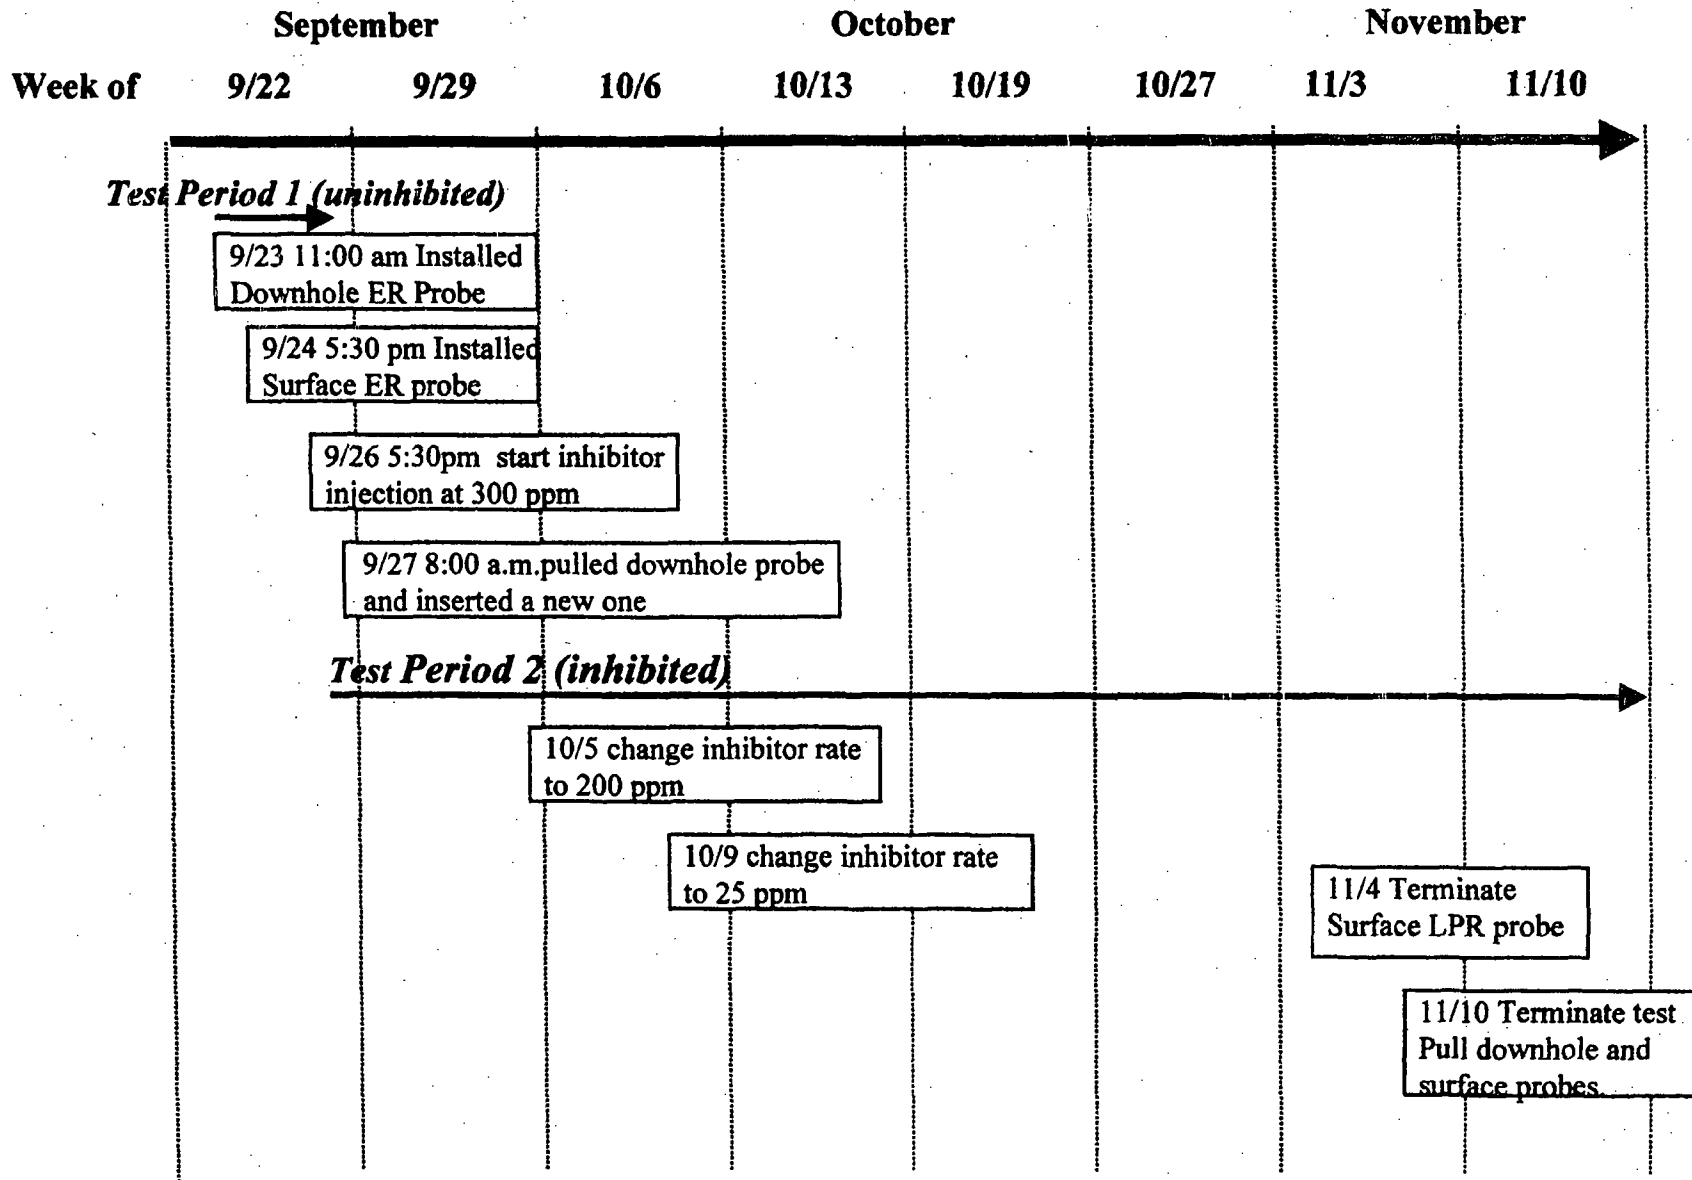 September October November
Week of 9/22 9/29 10/6 10/13 10/19 10/27 11/3 11/10
Test Period 1 (uninhibited)
9/23 11:00 am Installed
Downhole ER Probe
9/24 5:30 pm Installed
Surface ER probe
9/26 5:30pm start inhibitor
injection at 300 ppm
9/27 8:00 a.m.pulled downhole probe
and inserted a new one
Test Period 2 (inhibited)
10/5 change inhibitor rate
to 200 ppm
10/9 change inhibitor rate
to 25 ppm
11/4 Terminate
Surface LPR probe
11/10 Terminate test
Pull downhole and
surface probes.